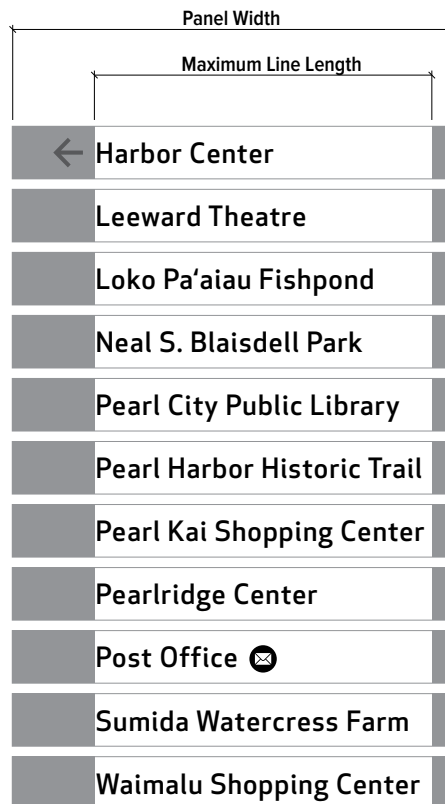 Panel Width
Maximum Line Length
Harbor Center
Leeward Theatre
Loko Pa‘aiau Fishpond
Neal S. Blaisdell Park
Pearl City Public Library
Pearl Harbor Historic Trail
Pearl Kai Shopping Center
Pearlridge Center
Post Office
Sumida Watercress Farm
Waimalu Shopping Center